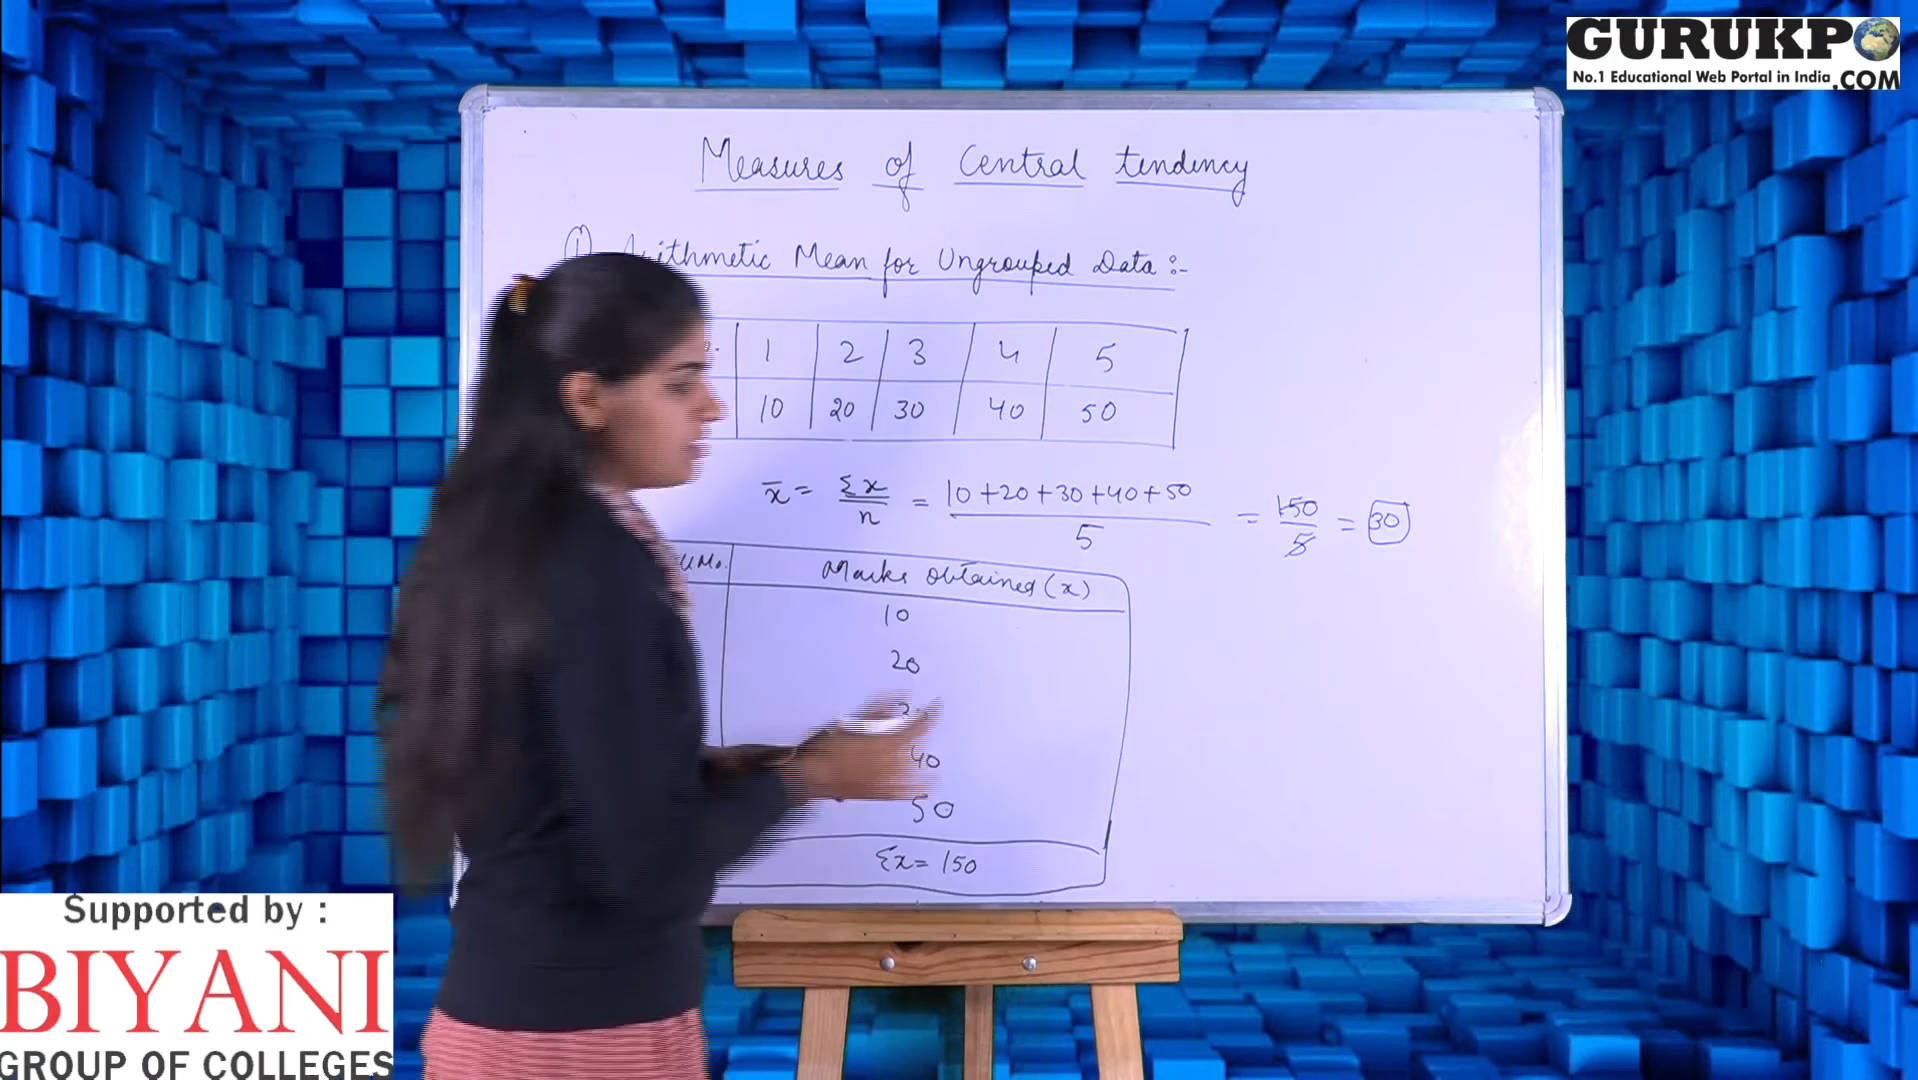 GURUKPO
No.1 Educational Web Portal in India .COM
Measures of Central tendency
① Arithmetic Mean for Ungrouped Data :-
1 2 3 4 5
10 20 30 40 50
x̄ = Σx/n = 10+20+30+40+50/5 = 150/5 = 30
Marks obtained (x)
10
20
40
50
Σx = 150
Supported by :
BIYANI
GROUP OF COLLEGES